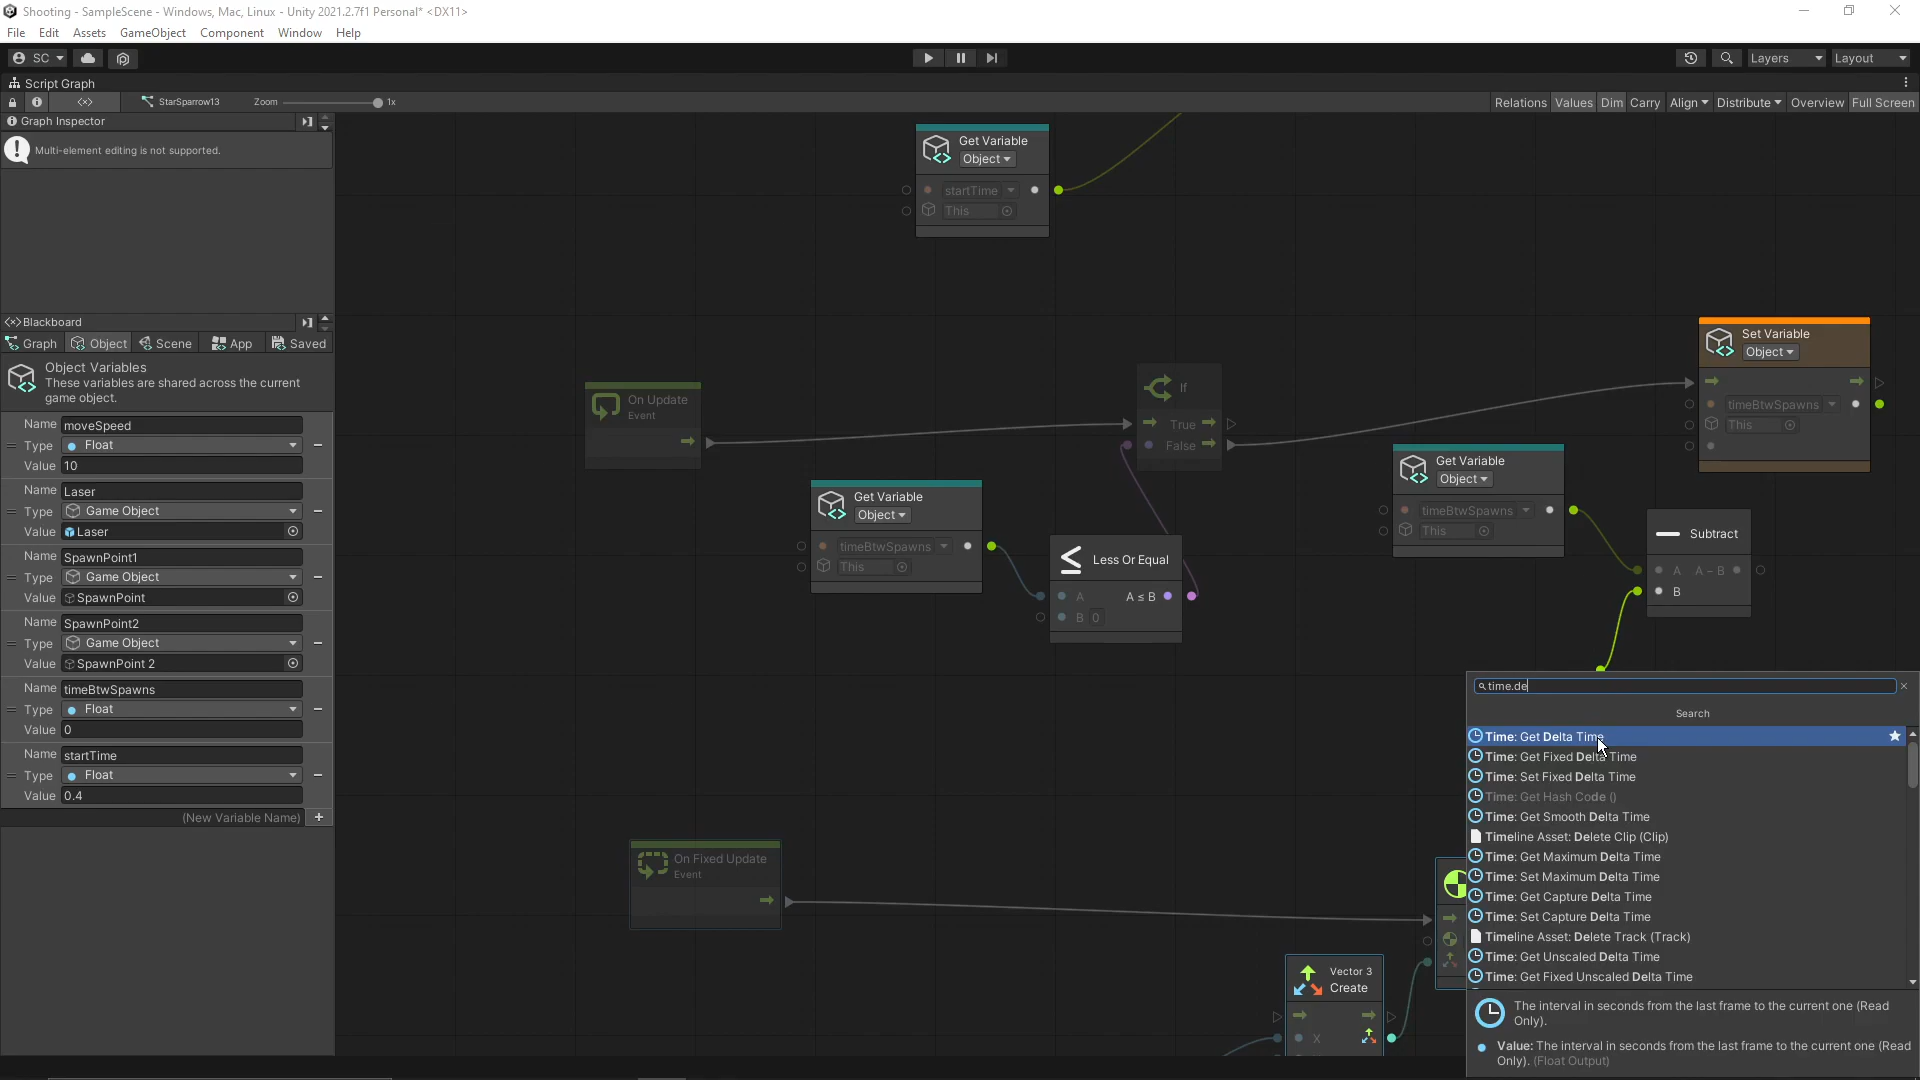 Shooting - SampleScene - Windows, Mac, Linux - Unity 2021.2.7f1 Personal* <DX11>
File Edit Assets GameObject Component Window Help
SC Layers Layout
Script Graph
StarSparrow13 Zoom 1x Relations Values Dim Carry Align Distribute Overview Full Screen
Graph Inspector
Multi-element editing is not supported.
Get Variable
Object
startTime
This
Blackboard
Graph Object Scene App Saved
Object Variables
These variables are shared across the current
game object.
Name moveSpeed
Type Float
Value 10
Name Laser
Type Game Object
Value Laser
Name SpawnPoint1
Type Game Object
Value SpawnPoint
Name SpawnPoint2
Type Game Object
Value SpawnPoint 2
Name timeBtwSpawns
Type Float
Value 0
Name startTime
Type Float
Value 0.4
(New Variable Name)
On Update
Event
If
True
False
Set Variable
Object
timeBtwSpawns
This
Get Variable
Object
timeBtwSpawns
This
Less Or Equal
A A ≤ B
B 0
Get Variable
Object
timeBtwSpawns
This
Subtract
A A − B
B
On Fixed Update
Event
Vector 3
Create
X
time.de
Search
Time: Get Delta Time
Time: Get Fixed Delta Time
Time: Set Fixed Delta Time
Time: Get Hash Code ()
Time: Get Smooth Delta Time
Timeline Asset: Delete Clip (Clip)
Time: Get Maximum Delta Time
Time: Set Maximum Delta Time
Time: Get Capture Delta Time
Time: Set Capture Delta Time
Timeline Asset: Delete Track (Track)
Time: Get Unscaled Delta Time
Time: Get Fixed Unscaled Delta Time
The interval in seconds from the last frame to the current one (Read
Only).
Value: The interval in seconds from the last frame to the current one (Read
Only). (Float Output)